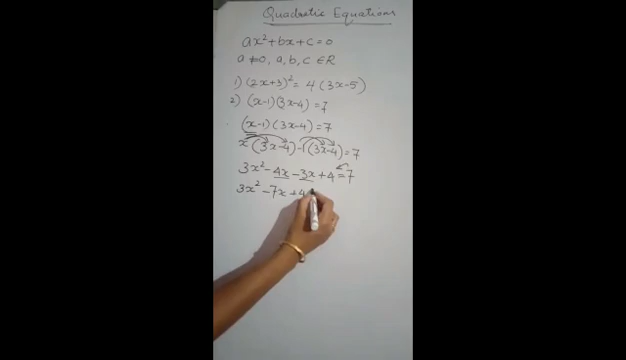 Quadratic Equations
ax² + bx + c = 0
a ≠ 0, a, b, c ∈ R
1) (2x+3)² = 4 (3x-5)
2) (x-1)(3x-4) = 7
(x-1)(3x-4) = 7
x(3x-4)-1(3x-4) = 7
3x² - 4x - 3x + 4 = 7
3x² - 7x + 4